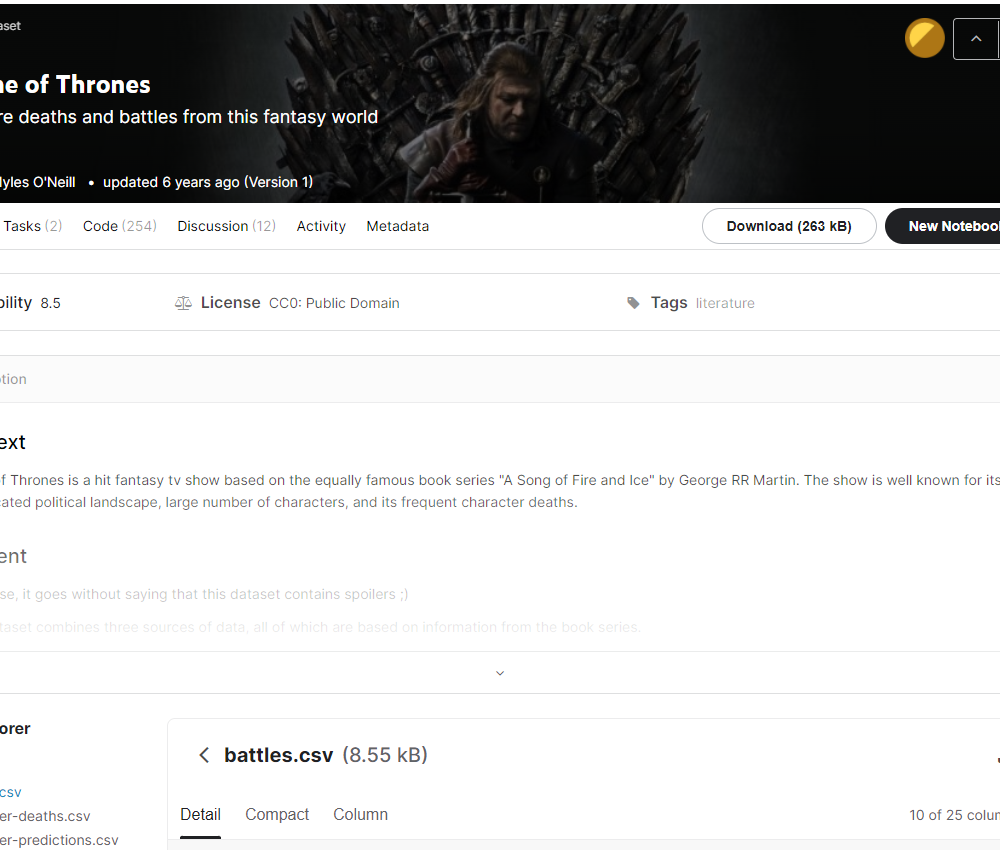 aset
ne of Thrones
re deaths and battles from this fantasy world
Myles O'Neill • updated 6 years ago (Version 1)
Tasks (2) Code (254) Discussion (12) Activity Metadata Download (263 kB) New Noteboo
bility 8.5 License CC0: Public Domain Tags literature
ption
ext
f Thrones is a hit fantasy tv show based on the equally famous book series "A Song of Fire and Ice" by George RR Martin. The show is well known for its
cated political landscape, large number of characters, and its frequent character deaths.
ent
se, it goes without saying that this dataset contains spoilers ;)
taset combines three sources of data, all of which are based on information from the book series.
orer
battles.csv (8.55 kB)
csv
Detail Compact Column 10 of 25 colum
er-deaths.csv
er-predictions.csv